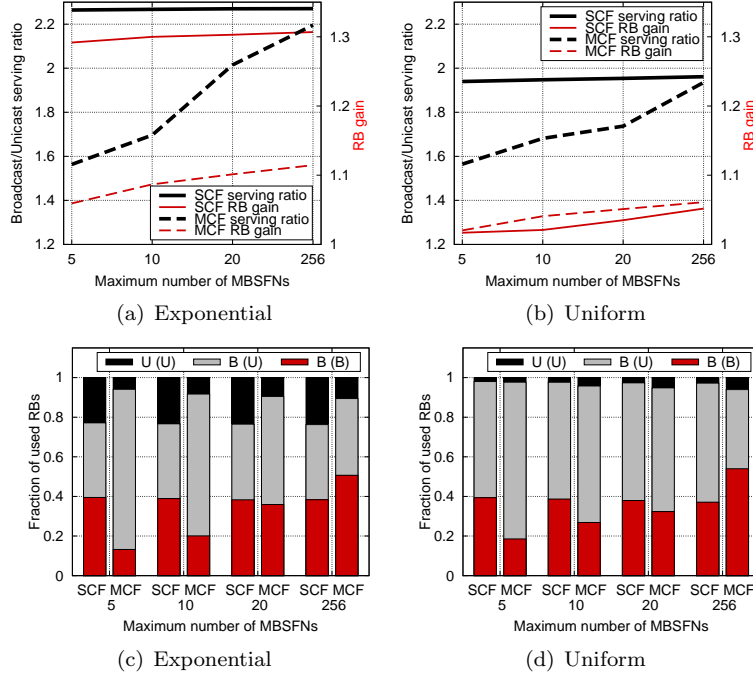 2.2
2
1.8
1.6
1.4
1.2
Broadcast/Unicast serving ratio
5 10 20 256
Maximum number of MBSFNs
1.3
1.2
1.1
1
RB gain
SCF serving ratio
SCF RB gain
MCF serving ratio
MCF RB gain
(a) Exponential
2.2
2
1.8
1.6
1.4
1.2
Broadcast/Unicast serving ratio
5 10 20 256
Maximum number of MBSFNs
1.3
1.2
1.1
1
RB gain
SCF serving ratio
SCF RB gain
MCF serving ratio
MCF RB gain
(b) Uniform
U (U) B (U) B (B)
1
0.8
0.6
0.4
0.2
0
Fraction of used RBs
SCF MCF SCF MCF SCF MCF SCF MCF
5 10 20 256
Maximum number of MBSFNs
(c) Exponential
U (U) B (U) B (B)
1
0.8
0.6
0.4
0.2
0
Fraction of used RBs
SCF MCF SCF MCF SCF MCF SCF MCF
5 10 20 256
Maximum number of MBSFNs
(d) Uniform